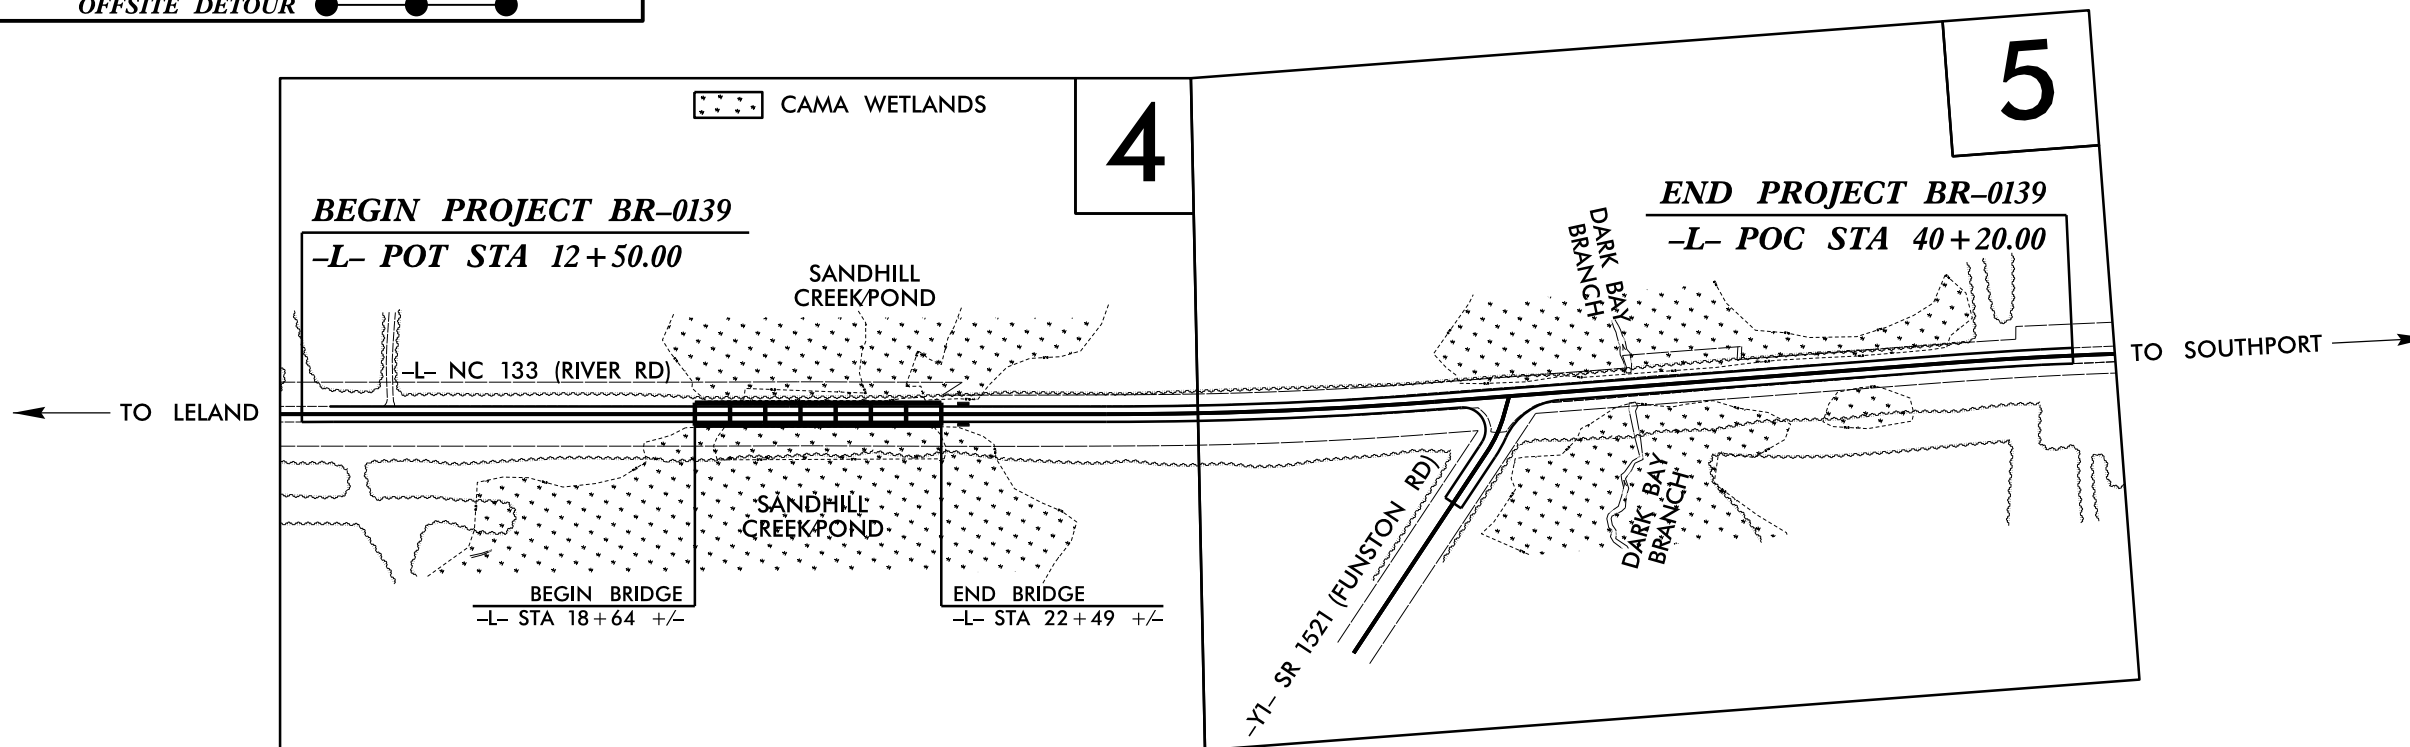 OFFSITE DETOUR
CAMA WETLANDS
4
5
BEGIN PROJECT BR–0139
–L– POT STA 12+50.00
END PROJECT BR–0139
–L– POC STA 40+20.00
SANDHILL
CREEK/POND
DARK BAY
BRANCH
–L– NC 133 (RIVER RD)
TO LELAND
TO SOUTHPORT
SANDHILL
CREEK/POND
DARK BAY
BRANCH
BEGIN BRIDGE
–L– STA 18+64 +/–
END BRIDGE
–L– STA 22+49 +/–
–Y1– SR 1521 (FUNSTON RD)